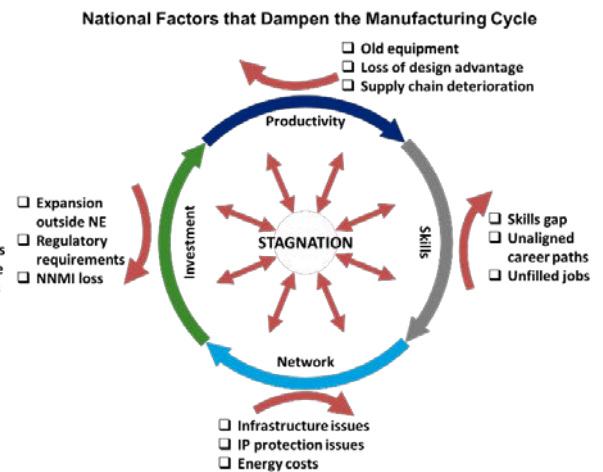 National Factors that Dampen the Manufacturing Cycle
❑ Old equipment
❑ Loss of design advantage
❑ Supply chain deterioration
Productivity
❑ Expansion
outside NE
❑ Regulatory
requirements
❑ NNMI loss
Investment
STAGNATION
Skills
❑ Skills gap
❑ Unaligned
career paths
❑ Unfilled jobs
Network
❑ Infrastructure issues
❑ IP protection issues
❑ Energy costs